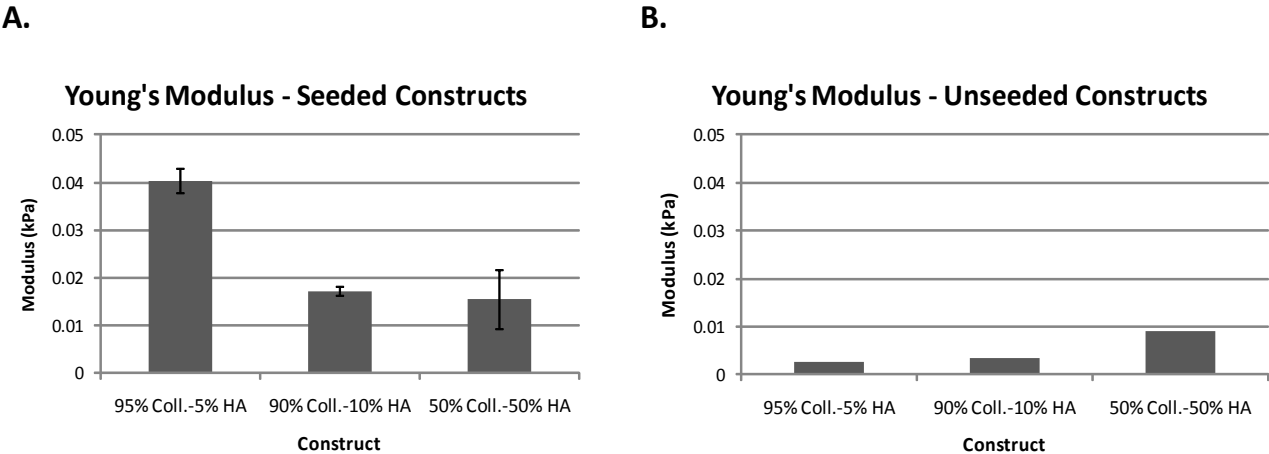 A.
Young's Modulus - Seeded Constructs
0.05
0.04
0.03
0.02
0.01
0
Modulus (kPa)
95% Coll.-5% HA
90% Coll.-10% HA
50% Coll.-50% HA
Construct
B.
Young's Modulus - Unseeded Constructs
0.05
0.04
0.03
0.02
0.01
0
Modulus (kPa)
95% Coll.-5% HA
90% Coll.-10% HA
50% Coll.-50% HA
Construct